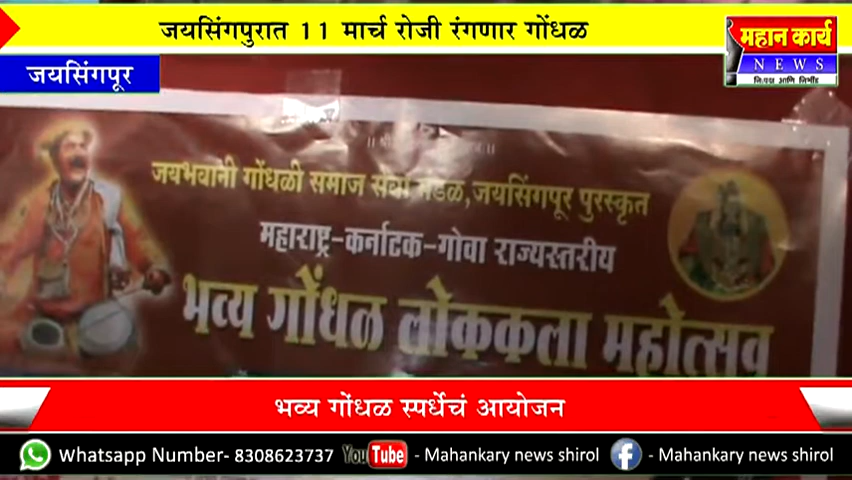 जयसिंगपुरात 11 मार्च रोजी रंगणार गोंधळ
महान कार्य
NEWS
निःपक्ष आणि निर्भीड
जयसिंगपूर
जयभवानी गोंधळी समाज सेवा मंडळ, जयसिंगपूर पुरस्कृत
महाराष्ट्र-कर्नाटक-गोवा राज्यस्तरीय
भव्य गोंधळ लोककला महोत्सव
भव्य गोंधळ स्पर्धेचं आयोजन
Whatsapp Number- 8308623737 YouTube - Mahankary news shirol f - Mahankary news shirol